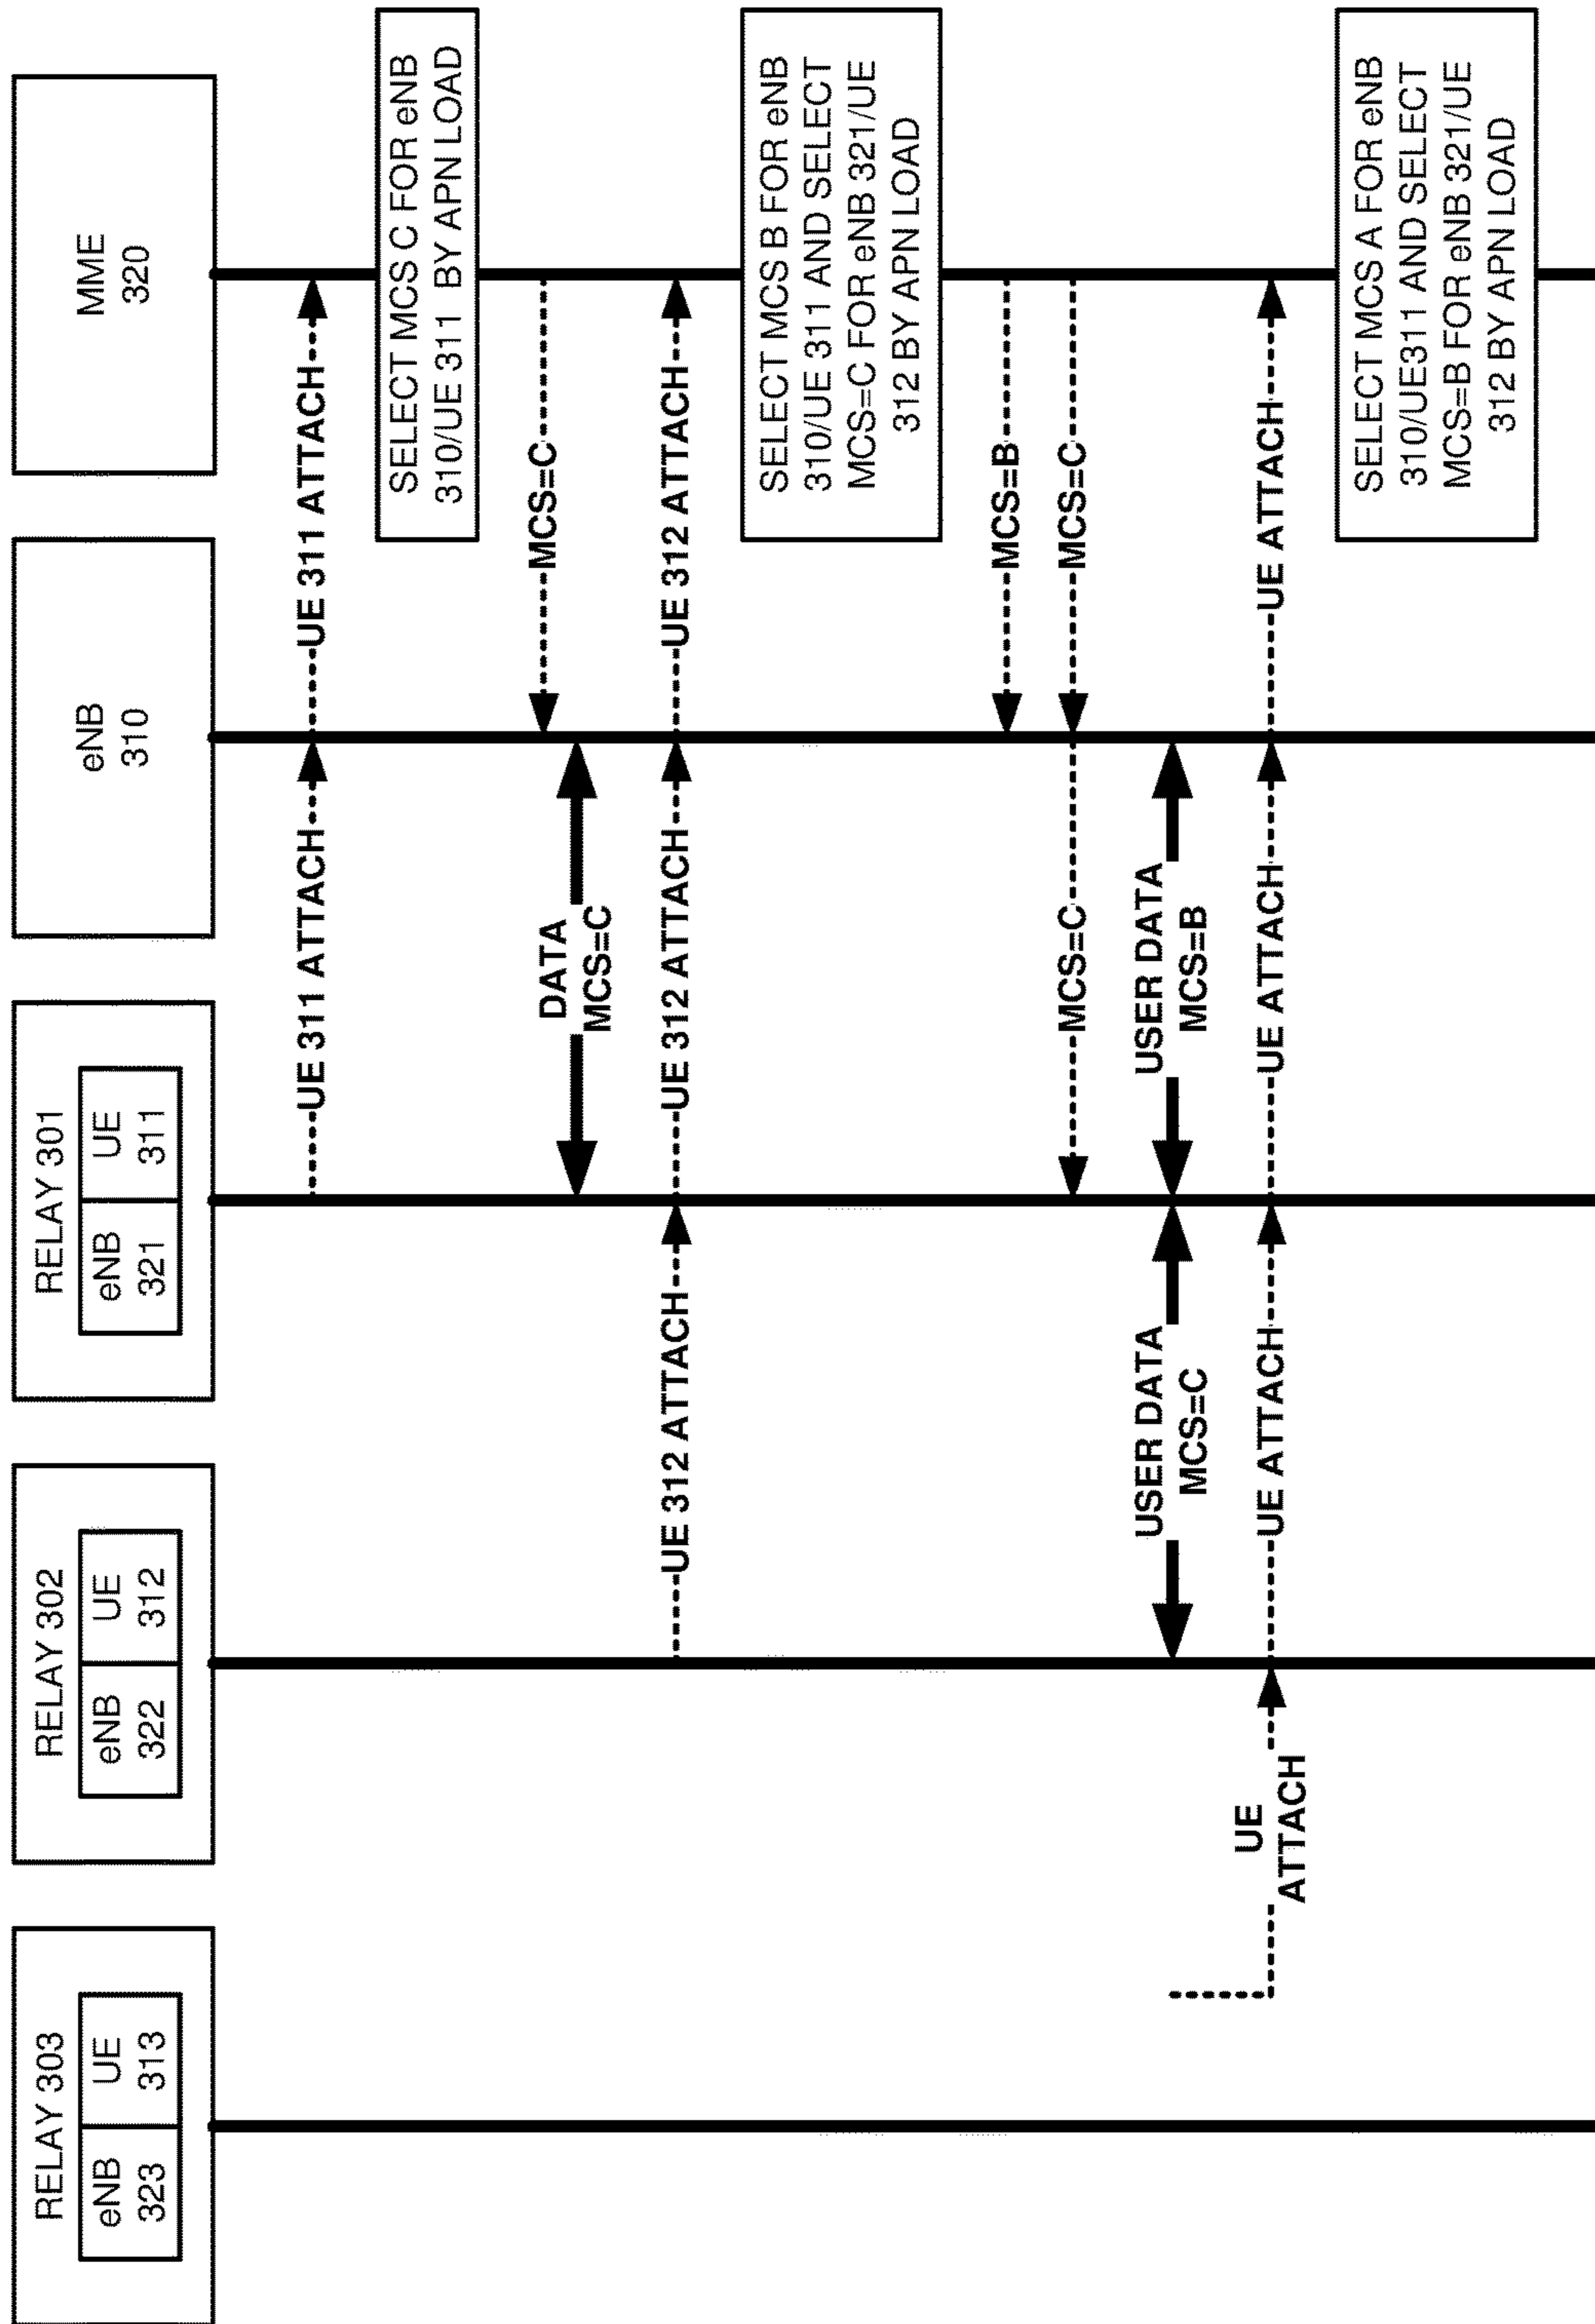 RELAY 303
eNB
323
UE
313
RELAY 302
eNB
322
UE
312
RELAY 301
eNB
321
UE
311
eNB
310
MME
320
UE 311 ATTACH
UE 311 ATTACH
SELECT MCS C FOR eNB
310/UE 311 BY APN LOAD
MCS=C
DATA
MCS=C
UE 312 ATTACH
UE 312 ATTACH
UE 312 ATTACH
SELECT MCS B FOR eNB
310/UE 311 AND SELECT
MCS=C FOR eNB 321/UE
312 BY APN LOAD
MCS=B
MCS=C
MCS=C
USER DATA
MCS=C
USER DATA
MCS=B
UE
ATTACH
UE ATTACH
UE ATTACH
UE ATTACH
SELECT MCS A FOR eNB
310/UE311 AND SELECT
MCS=B FOR eNB 321/UE
312 BY APN LOAD